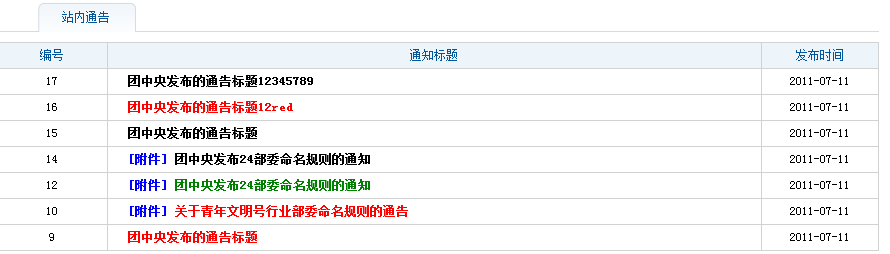 站内通告
编号 通知标题 发布时间
17 团中央发布的通告标题12345789 2011-07-11
16 团中央发布的通告标题12red 2011-07-11
15 团中央发布的通告标题 2011-07-11
14 [附件] 团中央发布24部委命名规则的通知 2011-07-11
12 [附件] 团中央发布24部委命名规则的通知 2011-07-11
10 [附件] 关于青年文明号行业部委命名规则的通告 2011-07-11
9 团中央发布的通告标题 2011-07-11